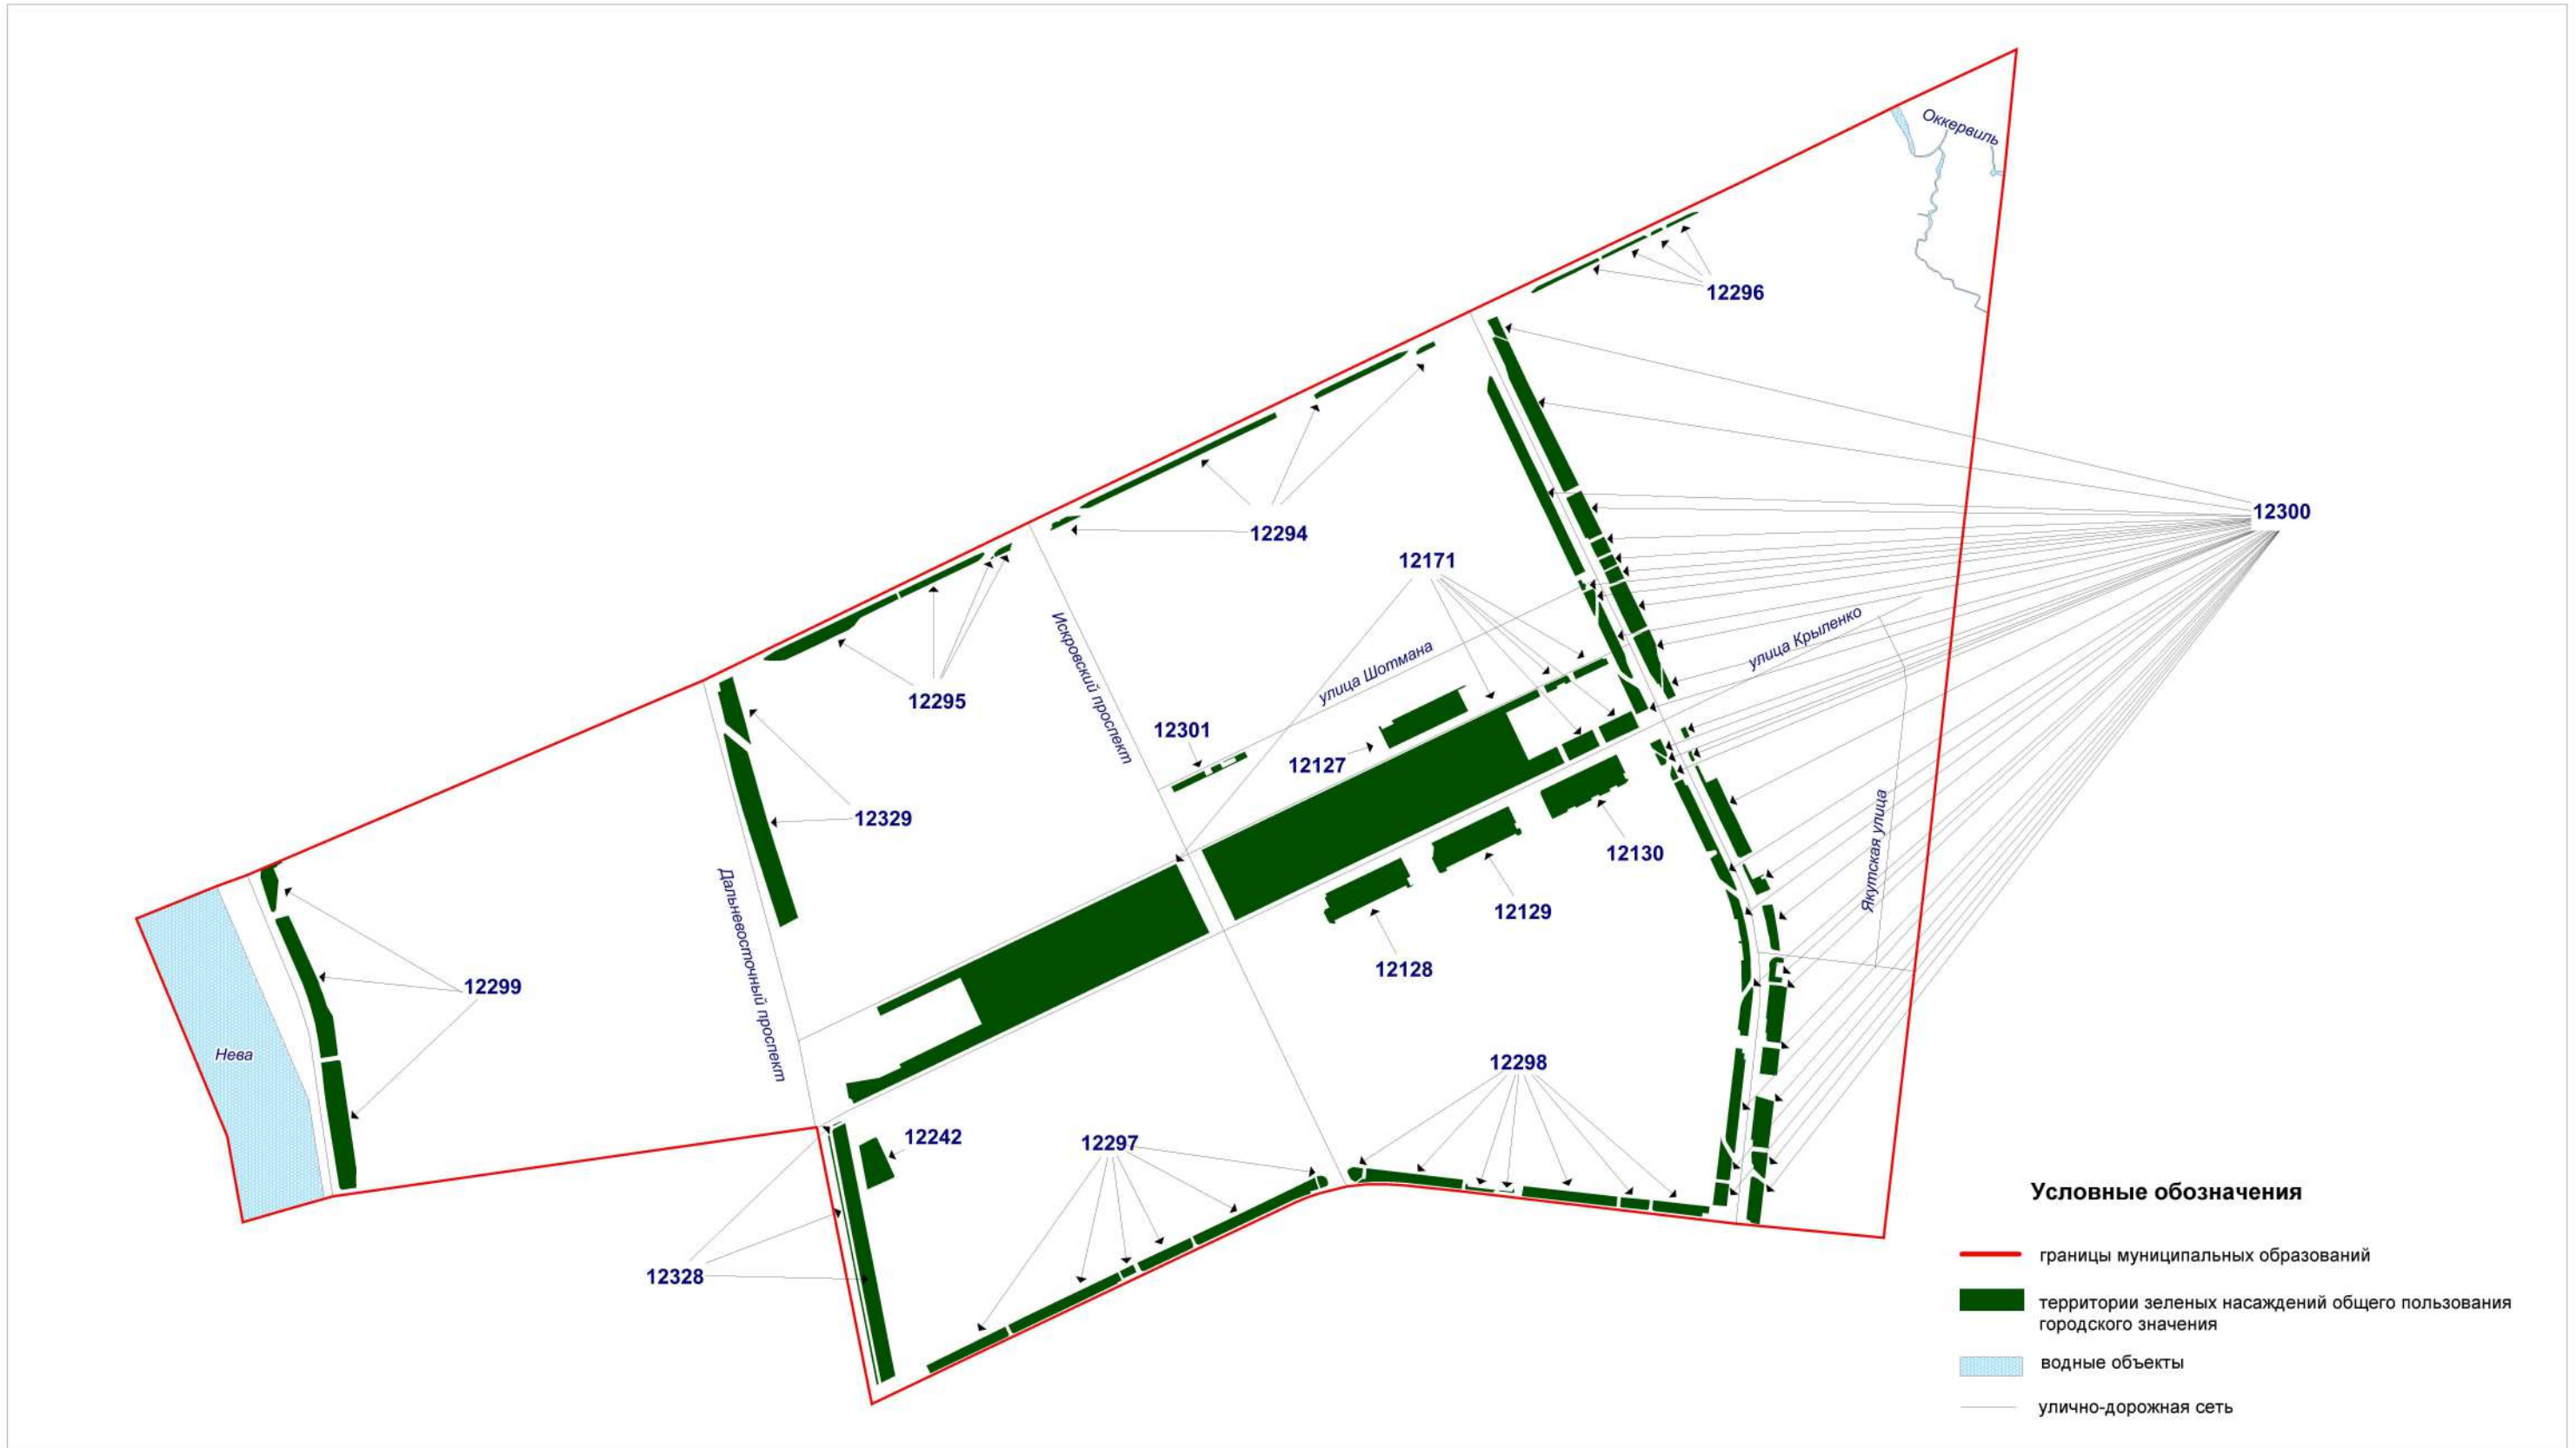 Оккервиль
12296
12300
12294
12171
Искровский проспект
улица Шотмана
улица Крыленко
12295
12301
12127
12329
12130
Якутская улица
Дальневосточный проспект
12129
12128
12299
Нева
12298
12242
12297
12328
Условные обозначения
границы муниципальных образований
территории зеленых насаждений общего пользования
городского значения
водные объекты
улично-дорожная сеть